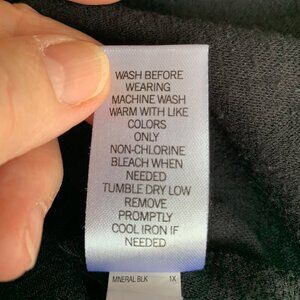 WASH BEFORE
WEARING
MACHINE WASH
WARM WITH LIKE
COLORS
ONLY
NON-CHLORINE
BLEACH WHEN
NEEDED
TUMBLE DRY LOW
REMOVE
PROMPTLY
COOL IRON IF
NEEDED
MINERAL BLK 1X